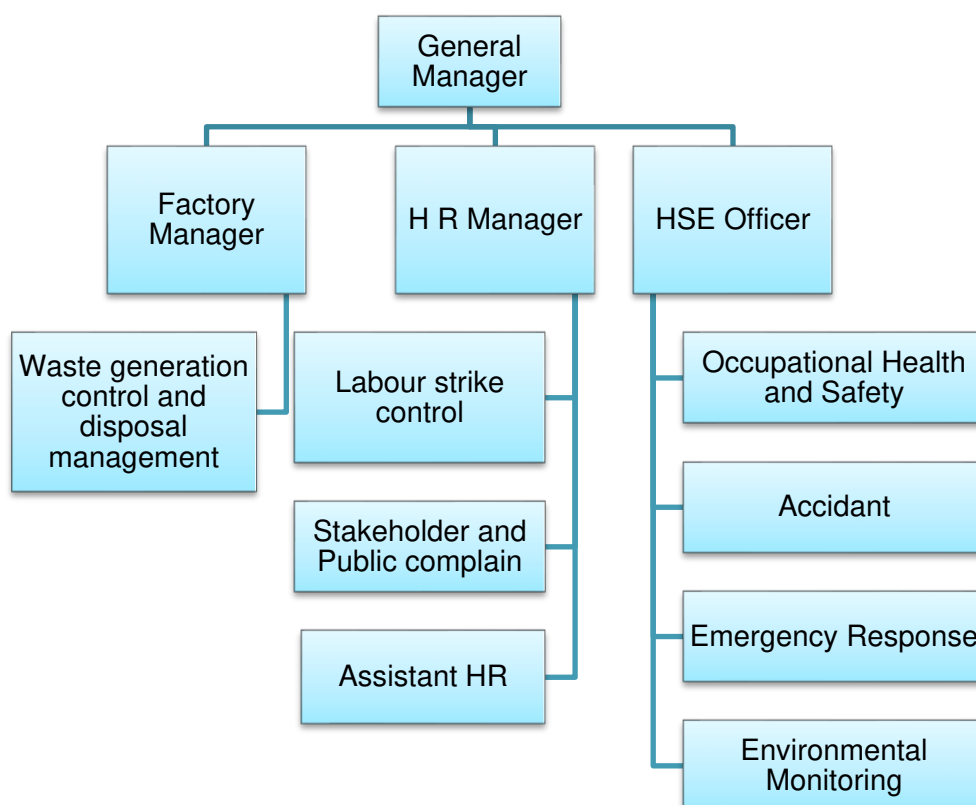 General
Manager
Factory
Manager
H R Manager
HSE Officer
Waste generation
control and
disposal
management
Labour strike
control
Stakeholder and
Public complain
Assistant HR
Occupational Health
and Safety
Accidant
Emergency Response
Environmental
Monitoring